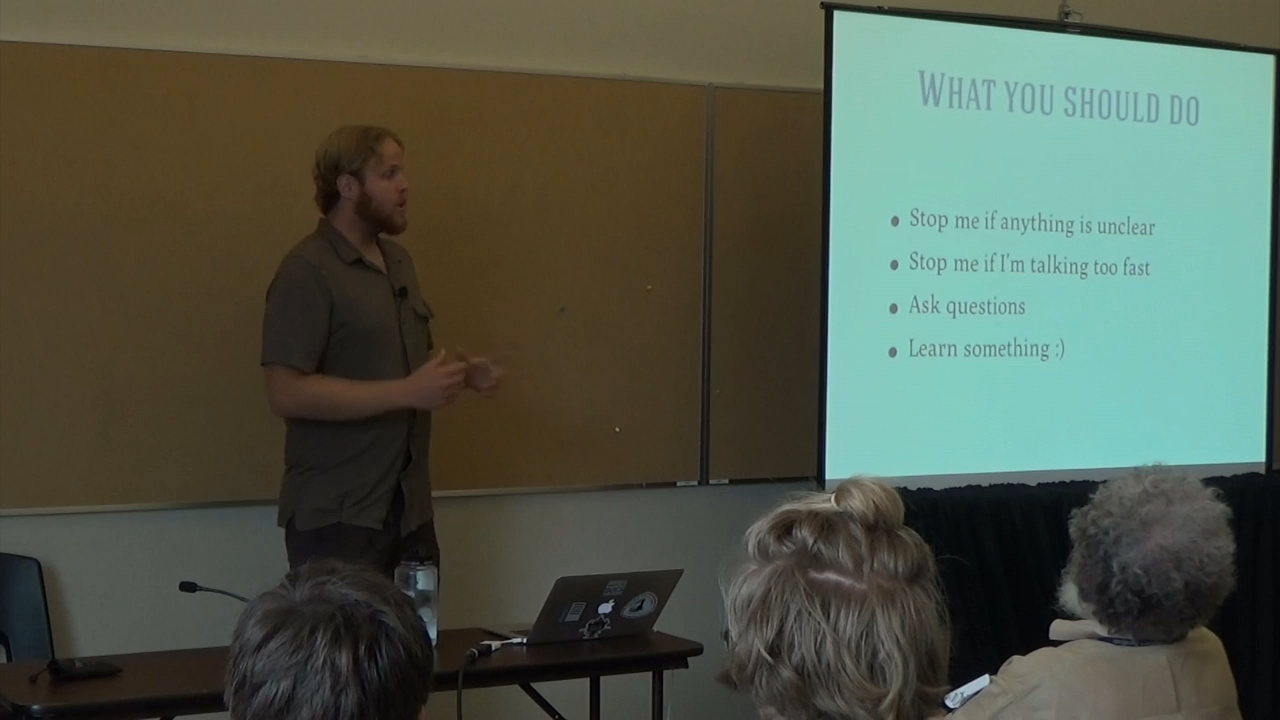 WHAT YOU SHOULD DO
• Stop me if anything is unclear
• Stop me if I'm talking too fast
• Ask questions
• Learn something :)